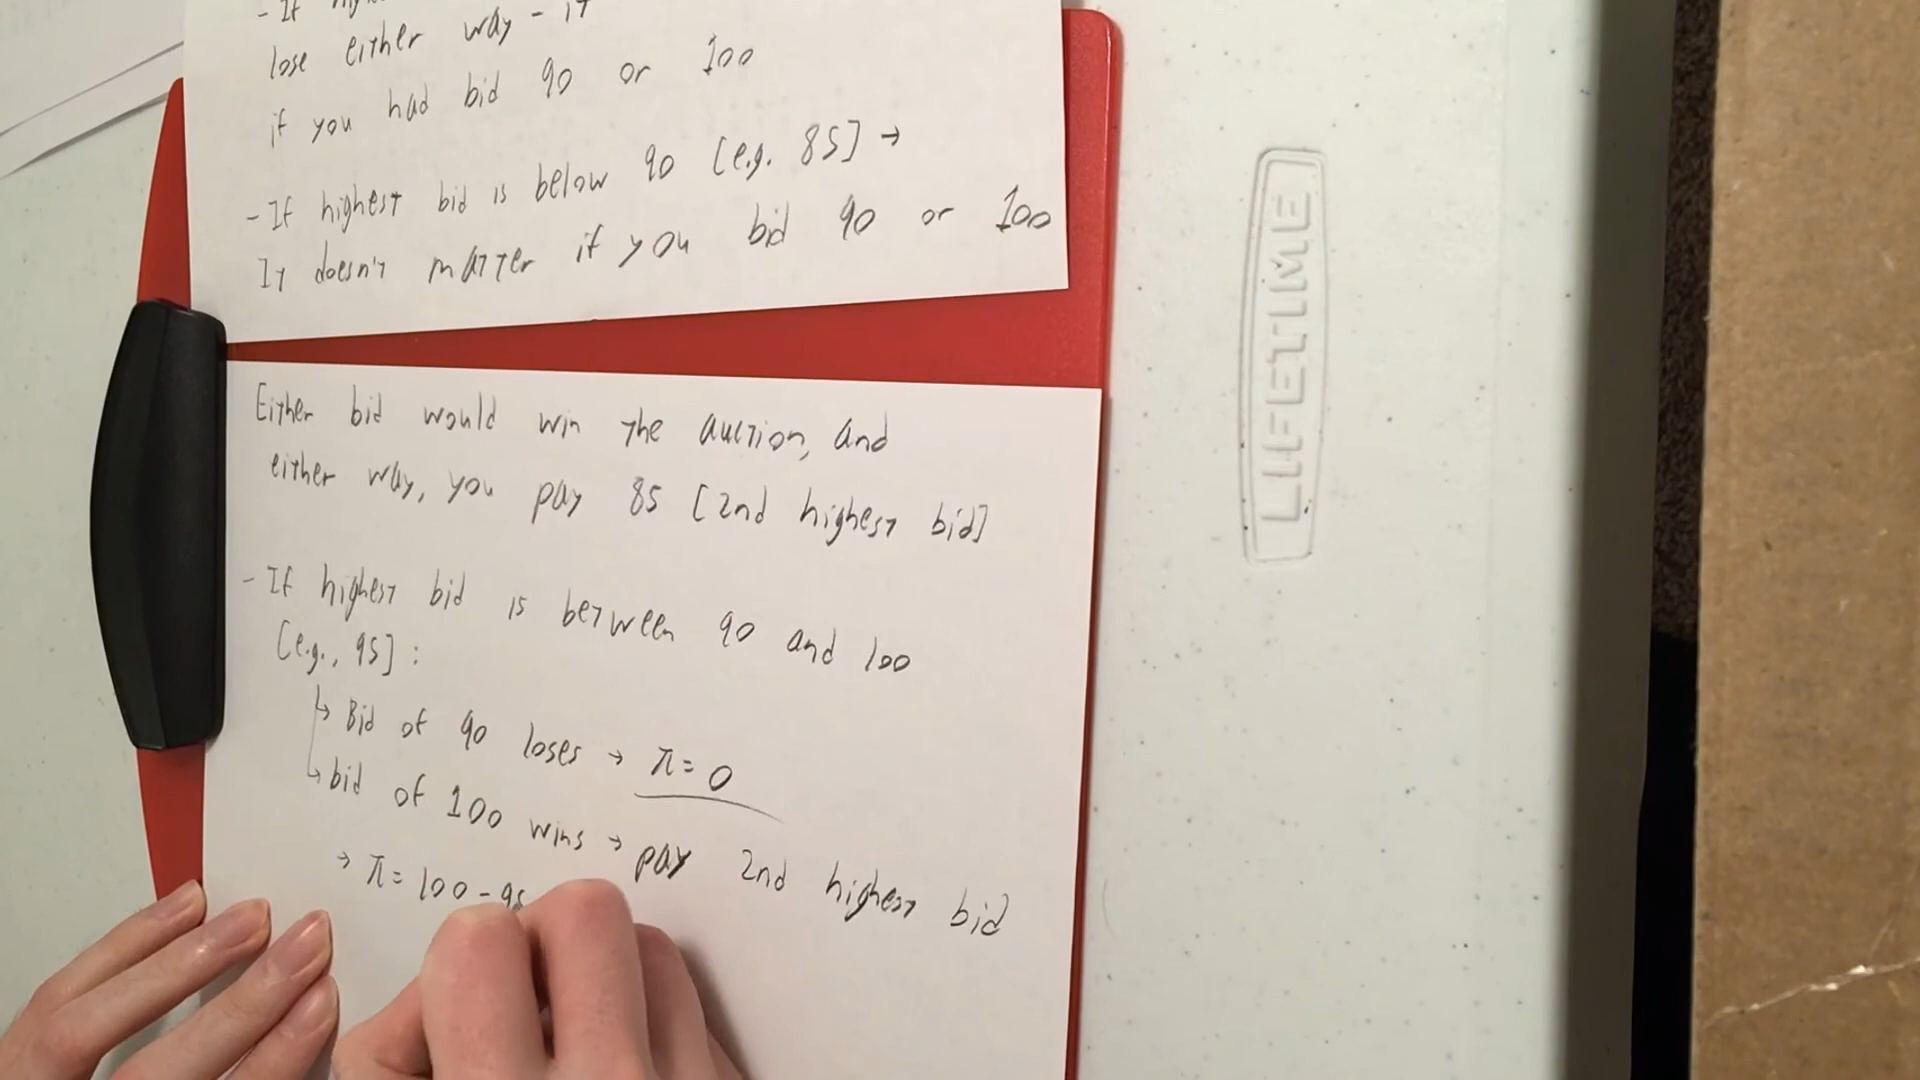 - If
lose either way - it
if you had bid 90 or 100
- If highest bid is below 90 [e.g. 85] →
It doesn't matter if you bid 90 or 100
Either bid would win the auction, and
either way, you pay 85 [2nd highest bid]
- If highest bid is between 90 and 100
[e.g., 95] :
↳ Bid of 90 loses → π = 0
↳ bid of 100 wins → pay 2nd highest bid
→ π = 100 - 95
LIFETIME